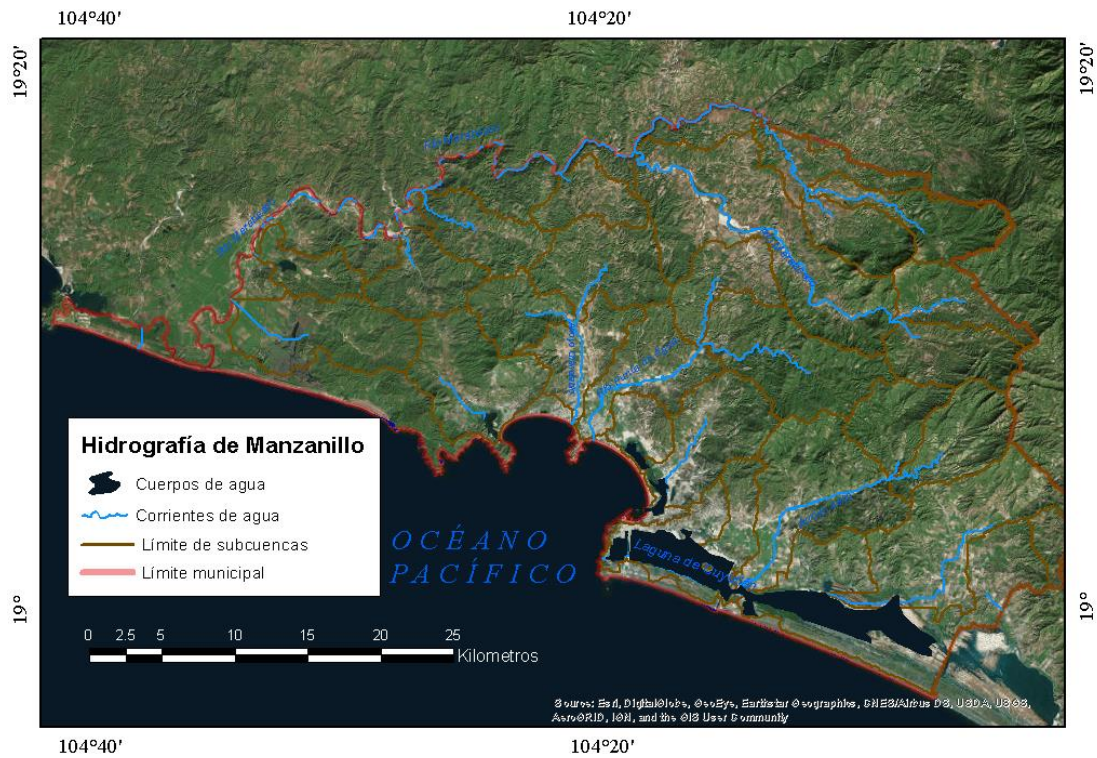 104°40'
104°20'
19°20'
19°20'
Hidrografía de Manzanillo
Cuerpos de agua
Corrientes de agua
Límite de subcuencas
Límite municipal
OCÉANO
PACÍFICO
Laguna de Cuyutlán
19°
19°
0 2.5 5 10 15 20 25
Kilometros
Source: Esri, DigitalGlobe, GeoEye, Earthstar Geographics, CNES/Airbus DS, USDA, USGS,
AeroGRID, IGN, and the GIS User Community
104°40'
104°20'